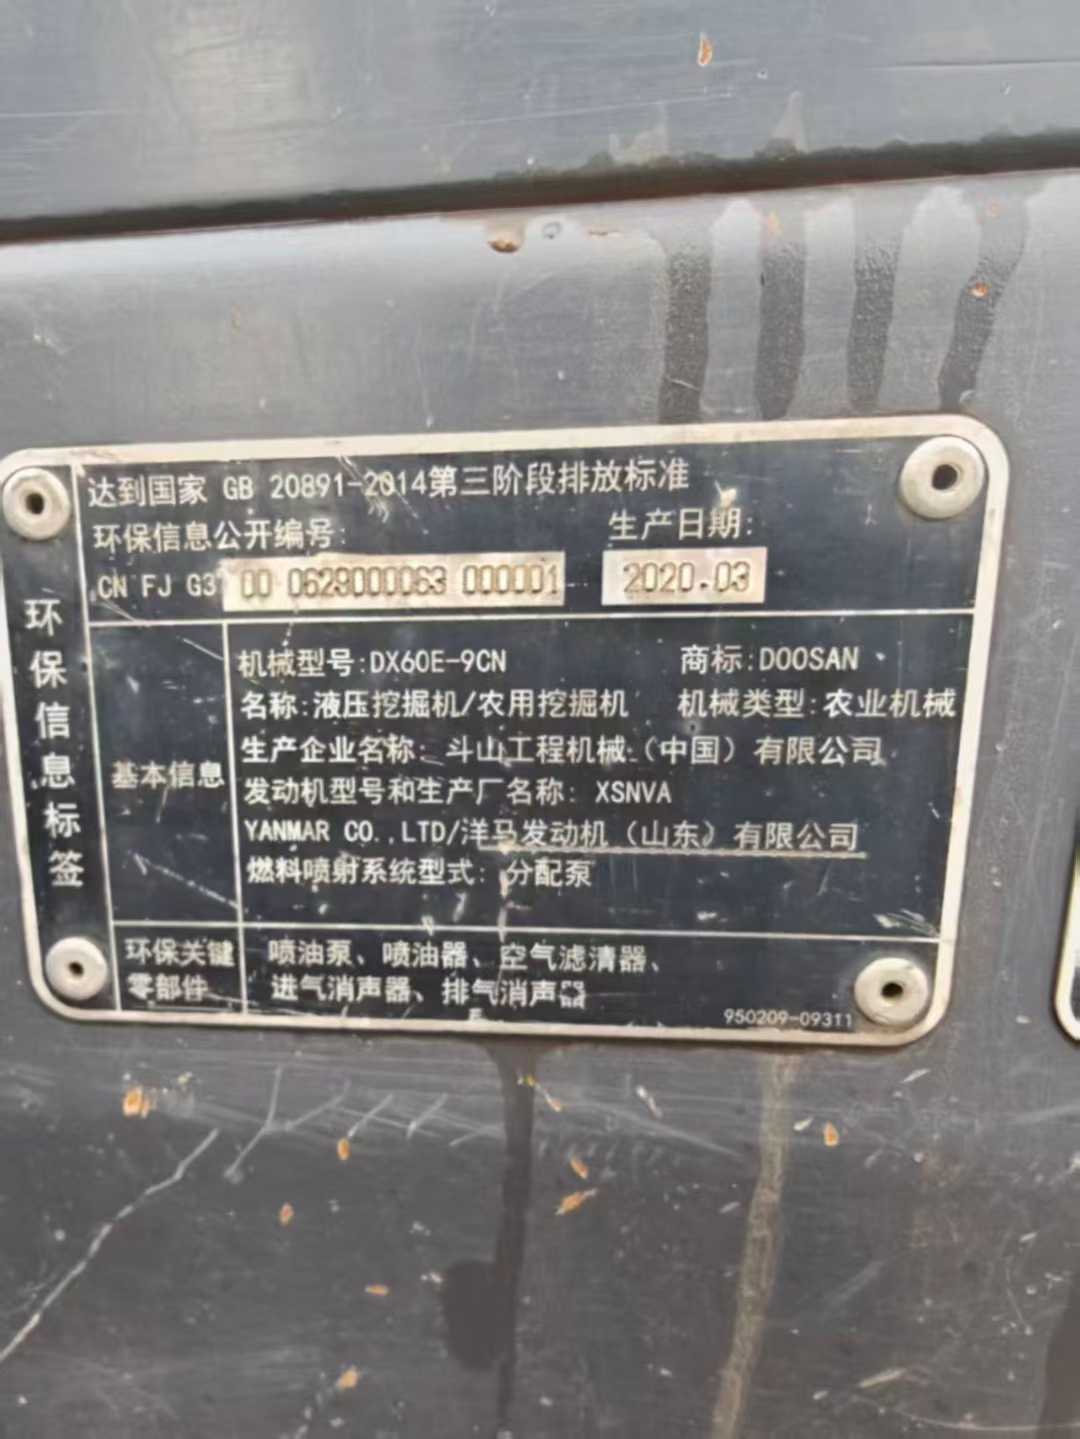 达到国家 GB 20891-2014第三阶段排放标准
环保信息公开编号:
生产日期:
CN FJ G3 00 0629000063 000001
2020.03
环保信息标签
基本信息
机械型号:DX60E-9CN 商标:DOOSAN
名称:液压挖掘机/农用挖掘机 机械类型:农业机械
生产企业名称: 斗山工程机械(中国)有限公司
发动机型号和生产厂名称: XSNVA
YANMAR CO.,LTD/洋马发动机(山东)有限公司
燃料喷射系统型式: 分配泵
环保关键
零部件
喷油泵、喷油器、空气滤清器、
进气消声器、排气消声器
950209-09311